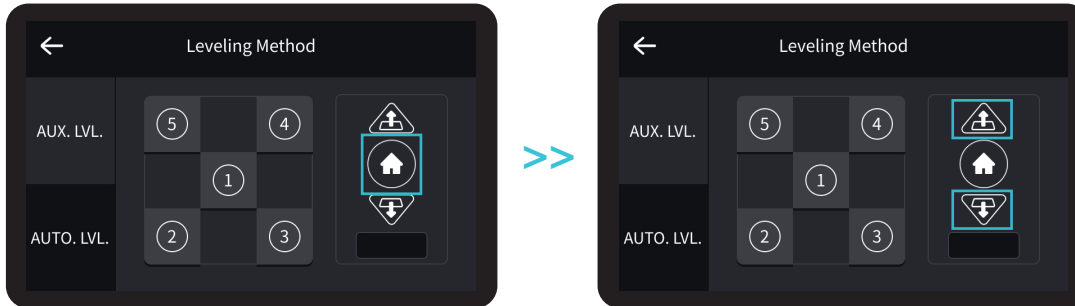 Leveling Method
AUX. LVL.
AUTO. LVL.
5
4
1
2
3
>>
Leveling Method
AUX. LVL.
AUTO. LVL.
5
4
1
2
3